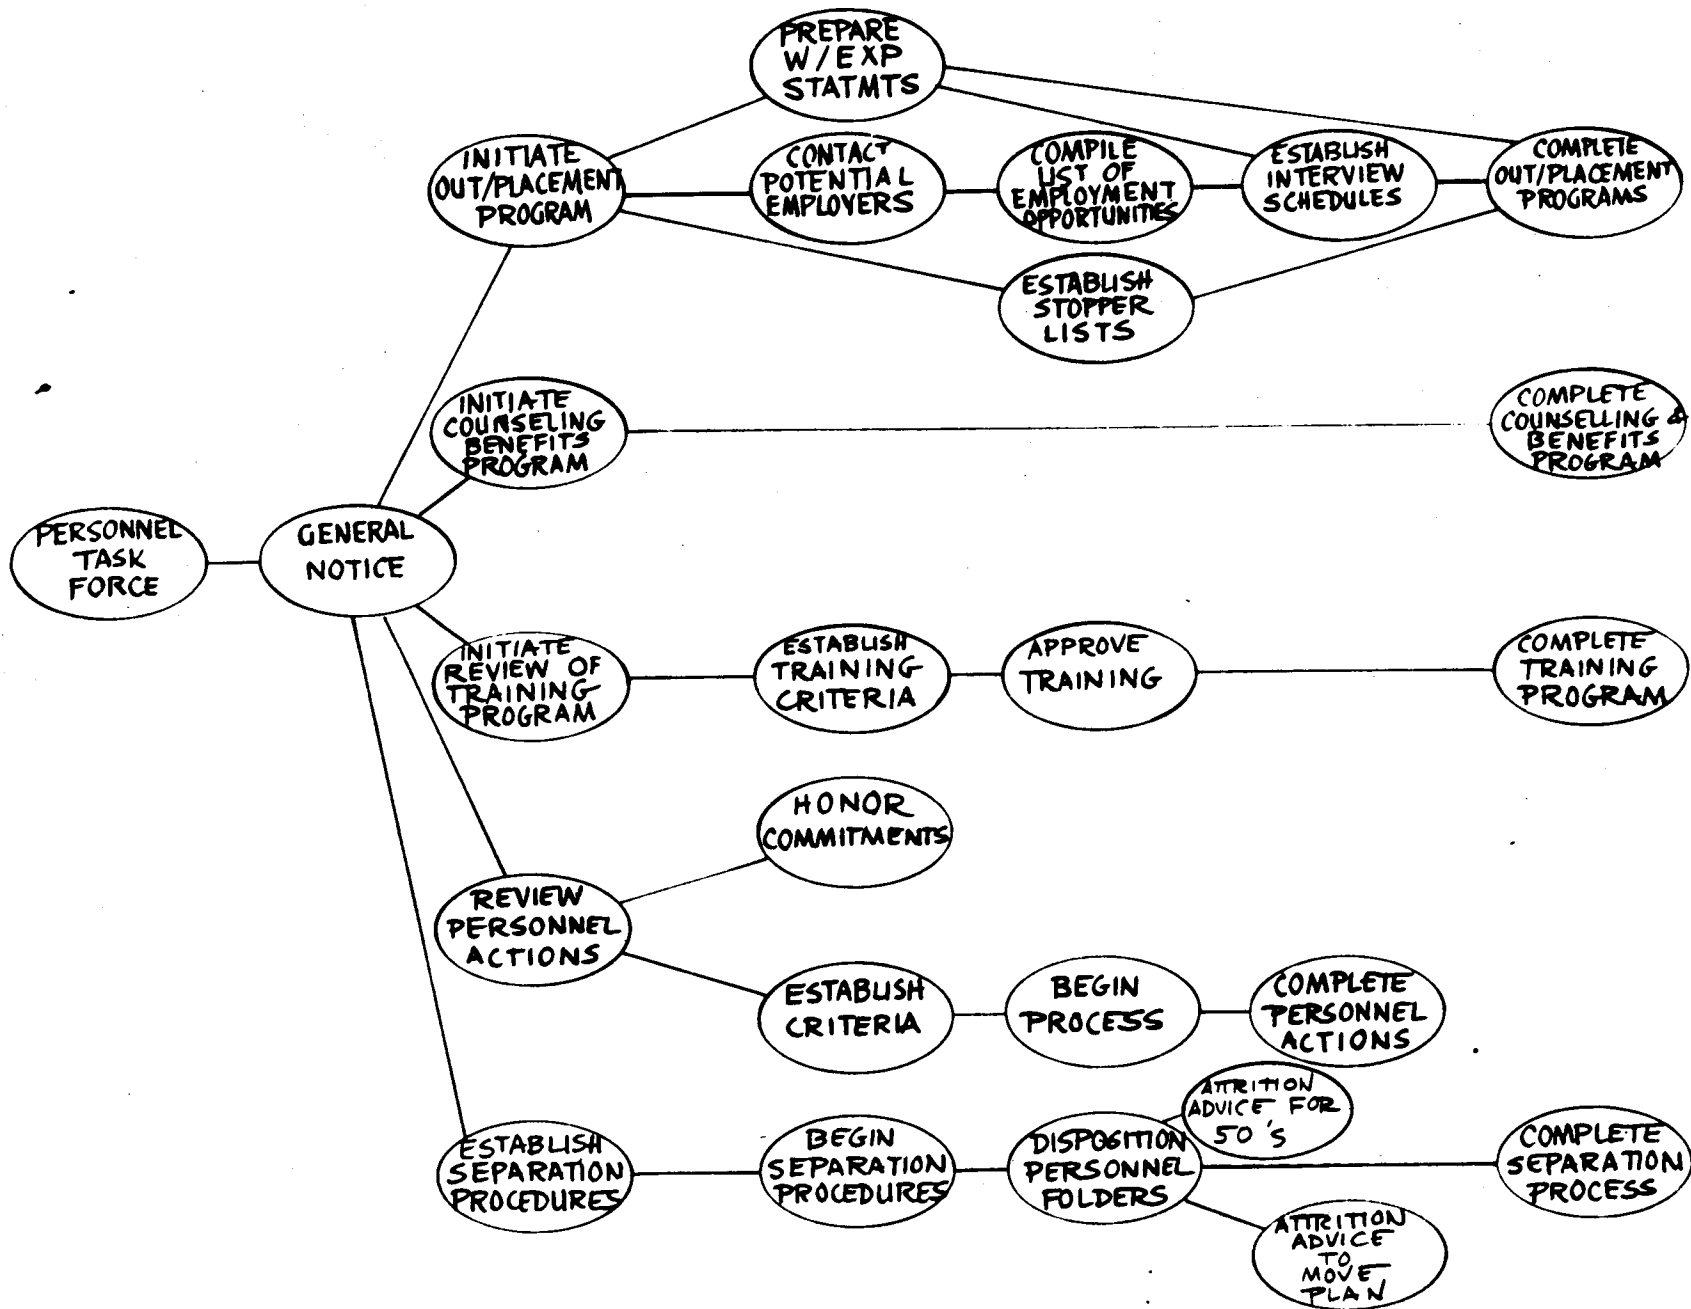 PREPARE
W/EXP
STATMTS
INITIATE
OUT/PLACEMENT
PROGRAM
CONTACT
POTENTIAL
EMPLOYERS
COMPILE
LIST OF
EMPLOYMENT
OPPORTUNITIES
ESTABLISH
INTERVIEW
SCHEDULES
COMPLETE
OUT/PLACEMENT
PROGRAMS
ESTABLISH
STOPPER
LISTS
INITIATE
COUNSELING
BENEFITS
PROGRAM
COMPLETE
COUNSELLING &
BENEFITS
PROGRAM
PERSONNEL
TASK
FORCE
GENERAL
NOTICE
INITIATE
REVIEW OF
TRAINING
PROGRAM
ESTABLISH
TRAINING
CRITERIA
APPROVE
TRAINING
COMPLETE
TRAINING
PROGRAM
HONOR
COMMITMENTS
REVIEW
PERSONNEL
ACTIONS
ESTABLISH
CRITERIA
BEGIN
PROCESS
COMPLETE
PERSONNEL
ACTIONS
ATTRITION
ADVICE FOR
50'S
ESTABLISH
SEPARATION
PROCEDURES
BEGIN
SEPARATION
PROCEDURES
DISPOSITION
PERSONNEL
FOLDERS
COMPLETE
SEPARATION
PROCESS
ATTRITION
ADVICE
TO
MOVE
PLAN